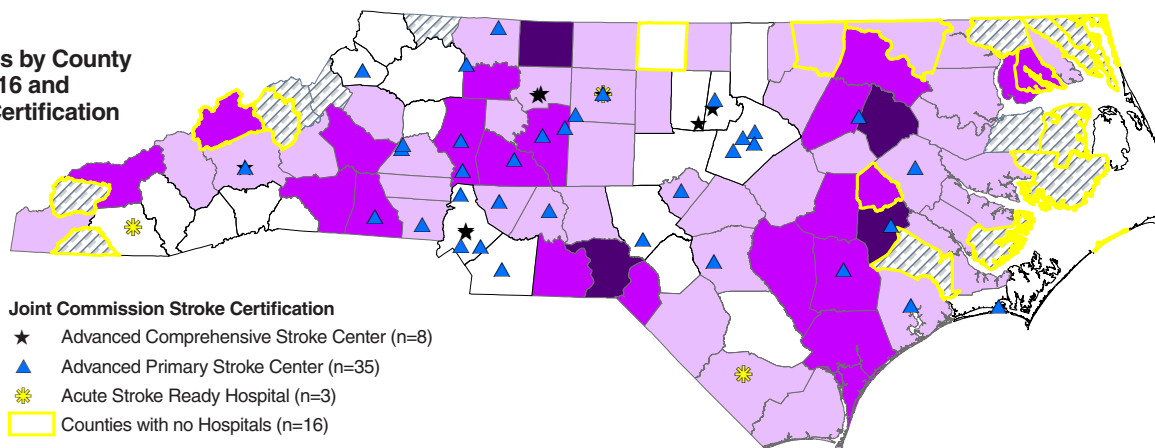 s by County
16 and
Certification
Joint Commission Stroke Certification
Advanced Comprehensive Stroke Center (n=8)
Advanced Primary Stroke Center (n=35)
Acute Stroke Ready Hospital (n=3)
Counties with no Hospitals (n=16)